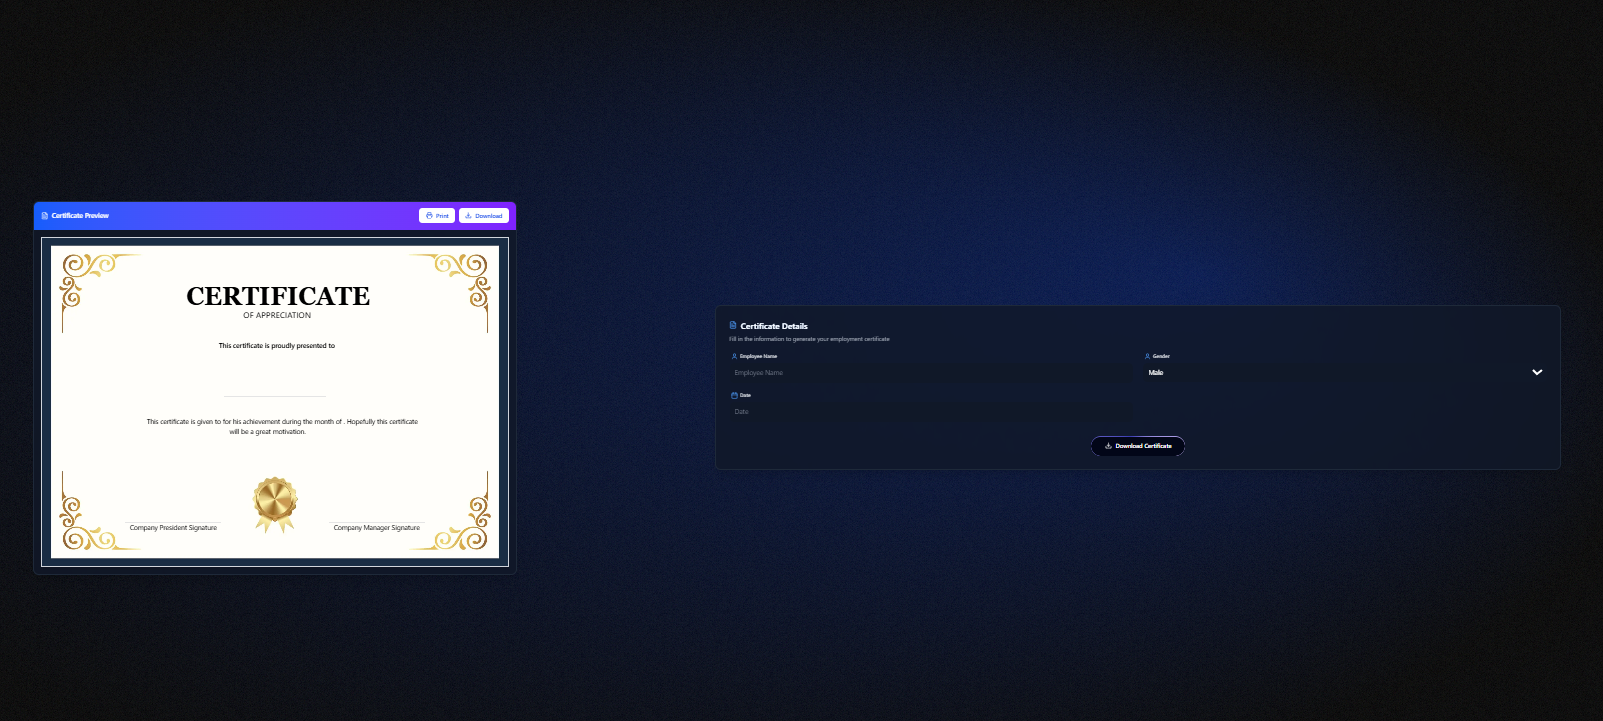 Certificate Preview
Print
Download
CERTIFICATE
OF APPRECIATION
This certificate is proudly presented to
This certificate is given to for his achievement during the month of . Hopefully this certificate
will be a great motivation.
Company President Signature
Company Manager Signature
Certificate Details
Fill in the information to generate your employment certificate
Employee Name
Gender
Employee Name
Male
Date
Date
Download Certificate